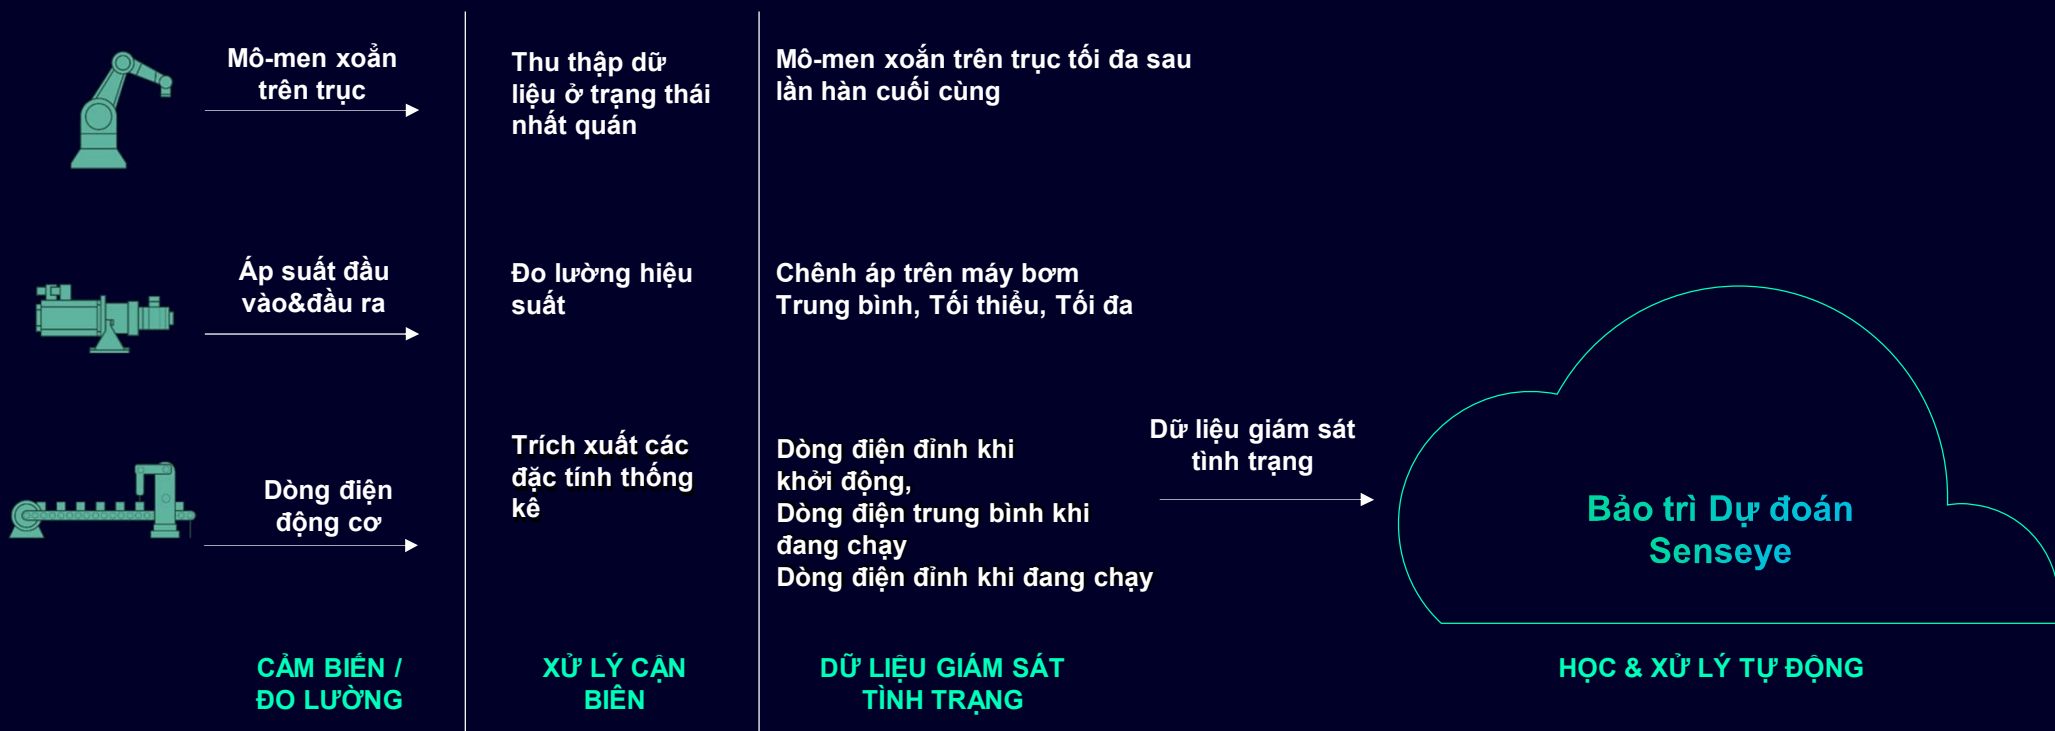 Mô-men xoắn
trên trục
Thu thập dữ
liệu ở trạng thái
nhất quán
Mô-men xoắn trên trục tối đa sau
lần hàn cuối cùng
Áp suất đầu
vào&đầu ra
Đo lường hiệu
suất
Chênh áp trên máy bơm
Trung bình, Tối thiểu, Tối đa
Dòng điện
động cơ
Trích xuất các
đặc tính thống
kê
Dòng điện đỉnh khi
khởi động,
Dòng điện trung bình khi
đang chạy
Dòng điện đỉnh khi đang chạy
Dữ liệu giám sát
tình trạng
Bảo trì Dự đoán
Senseye
CẢM BIẾN /
ĐO LƯỜNG
XỬ LÝ CẬN
BIÊN
DỮ LIỆU GIÁM SÁT
TÌNH TRẠNG
HỌC & XỬ LÝ TỰ ĐỘNG